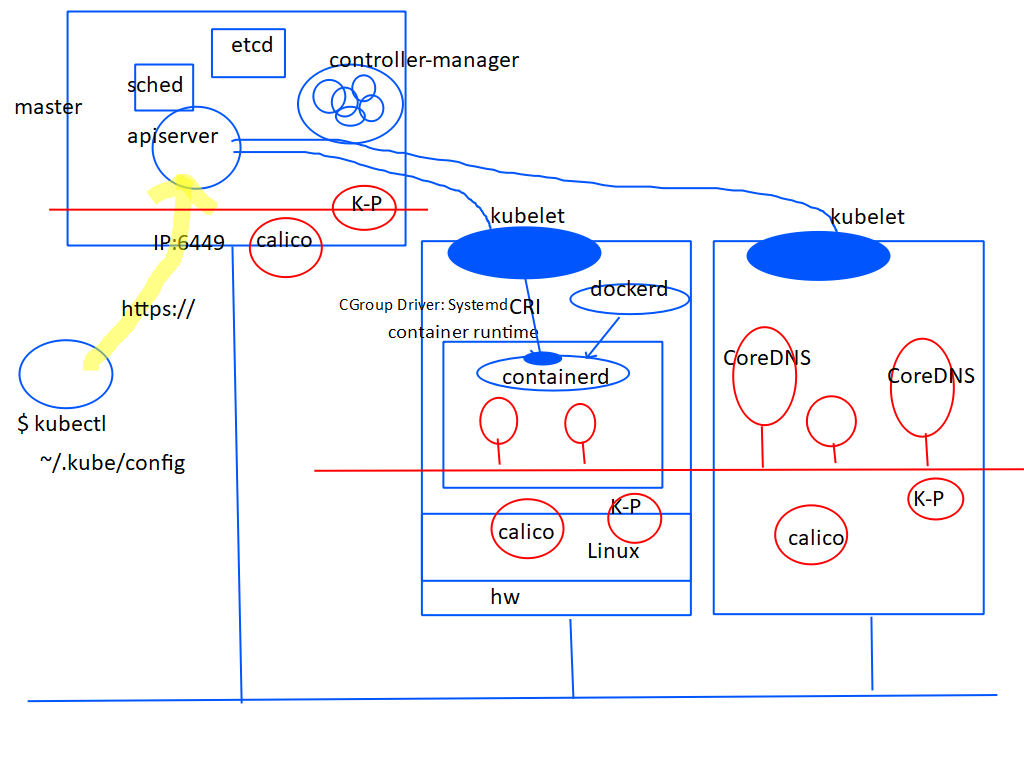 etcd
controller-manager
sched
master
apiserver
K-P
IP:6449
calico
https://
$ kubectl
~/.kube/config
kubelet
dockerd
CGroup Driver: Systemd CRI
container runtime
containerd
calico
K-P
Linux
hw
kubelet
CoreDNS
CoreDNS
K-P
calico